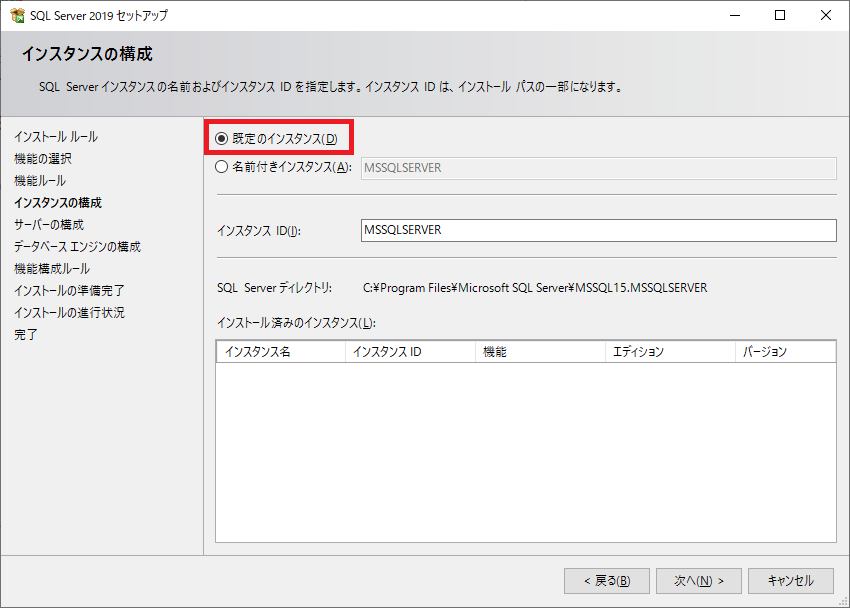 SQL Server 2019 セットアップ
インスタンスの構成
SQL Server インスタンスの名前およびインスタンス ID を指定します。インスタンス ID は、インストール パスの一部になります。
インストール ルール
機能の選択
機能ルール
インスタンスの構成
サーバーの構成
データベース エンジンの構成
機能構成ルール
インストールの準備完了
インストールの進行状況
完了
既定のインスタンス(D)
名前付きインスタンス(A): MSSQLSERVER
インスタンス ID(I): MSSQLSERVER
SQL Server ディレクトリ: C:¥Program Files¥Microsoft SQL Server¥MSSQL15.MSSQLSERVER
インストール済みのインスタンス(L):
インスタンス名 インスタンス ID 機能 エディション バージョン
< 戻る(B) 次へ(N) > キャンセル